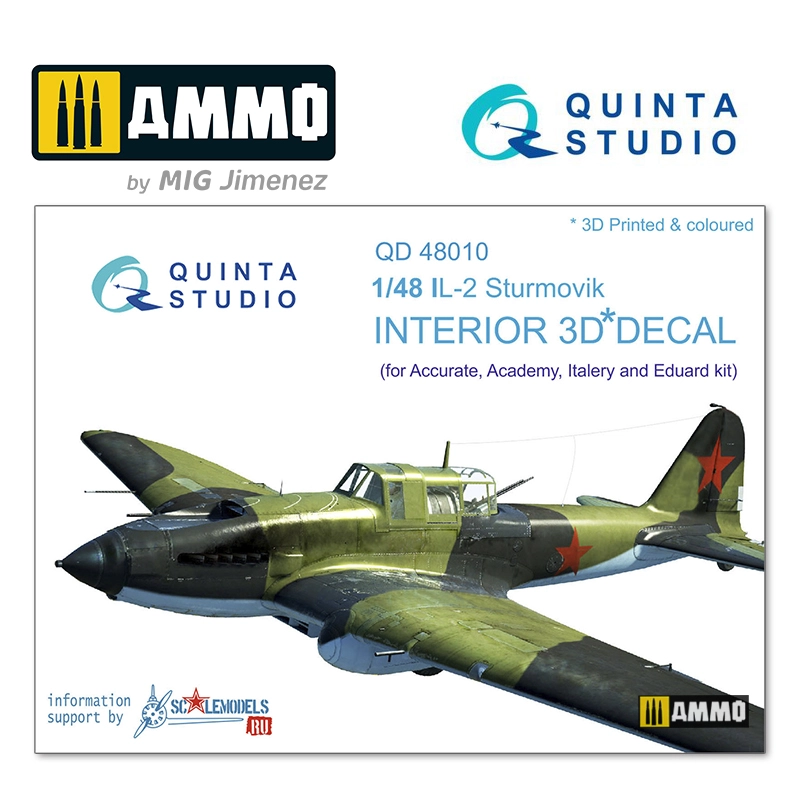 AMMO
by MIG Jimenez
QUINTA
STUDIO
* 3D Printed & coloured
QUINTA
STUDIO
QD 48010
1/48 IL-2 Sturmovik
INTERIOR 3D*DECAL
(for Accurate, Academy, Italery and Eduard kit)
information
support by
SCALEMODELS
RU
AMMO